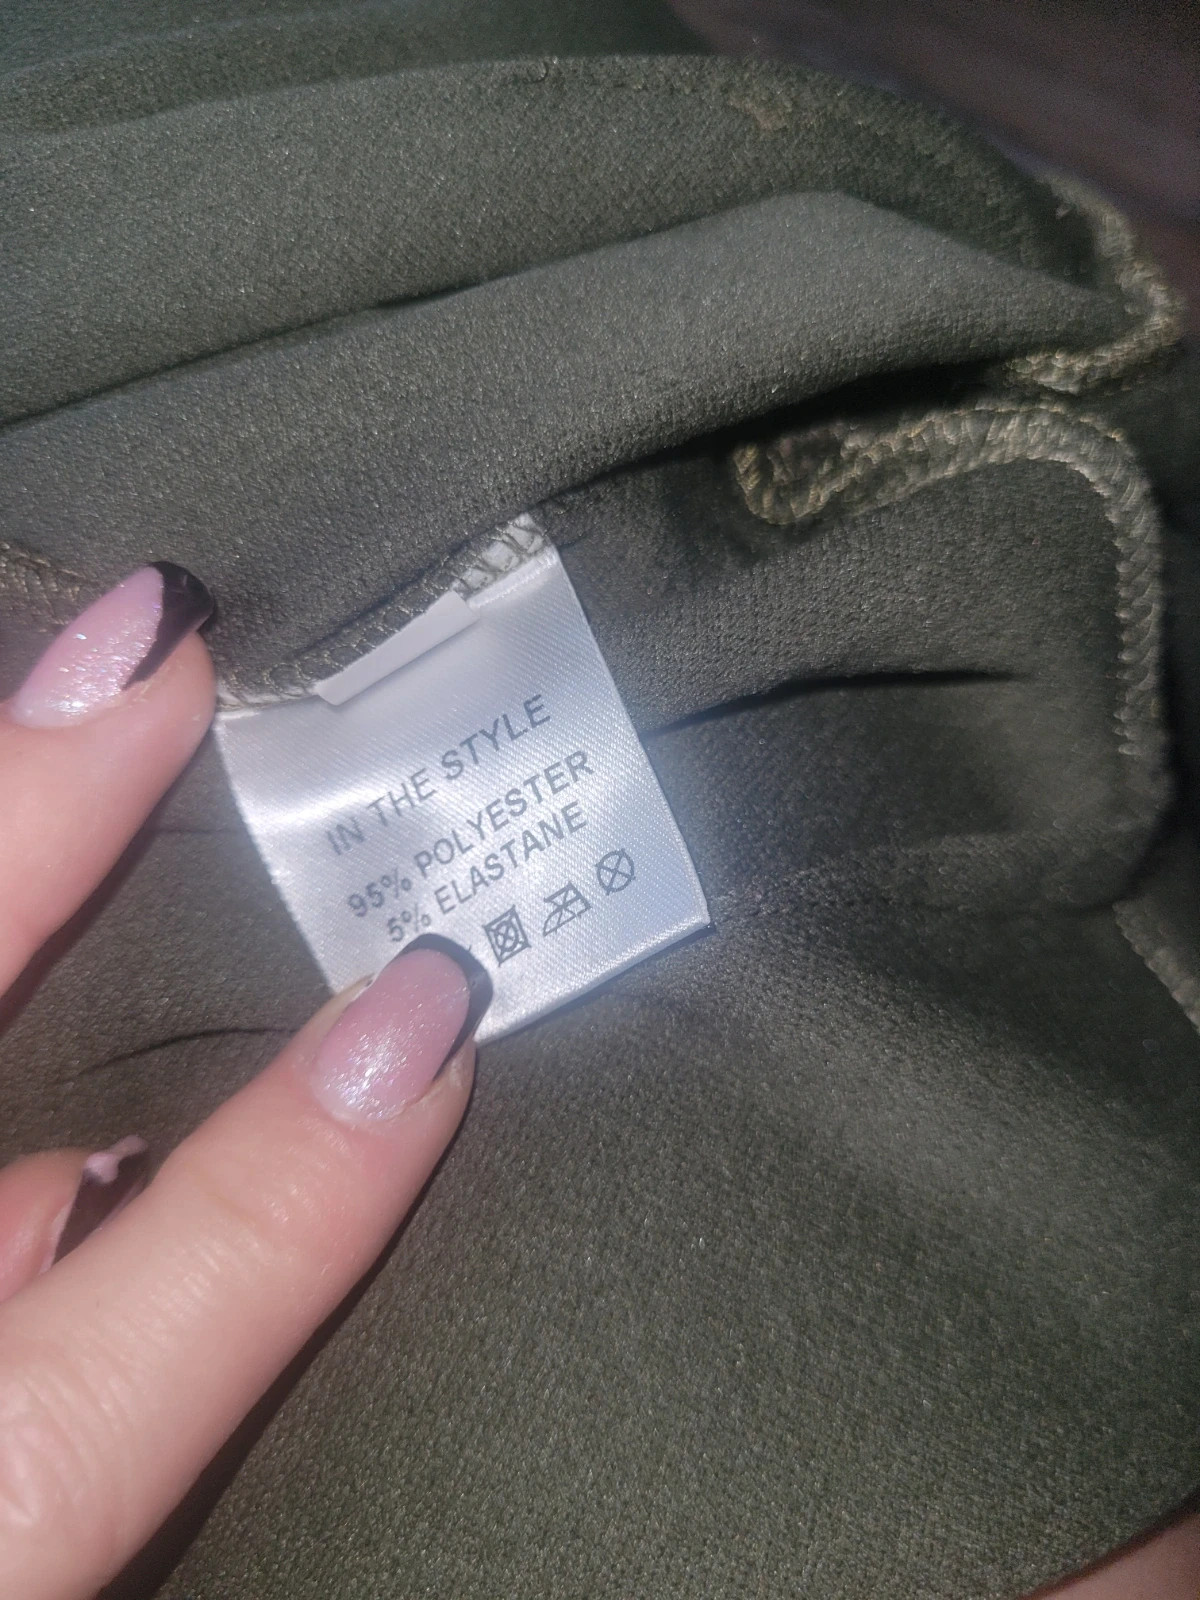 IN THE STYLE
95% POLYESTER
5% ELASTANE